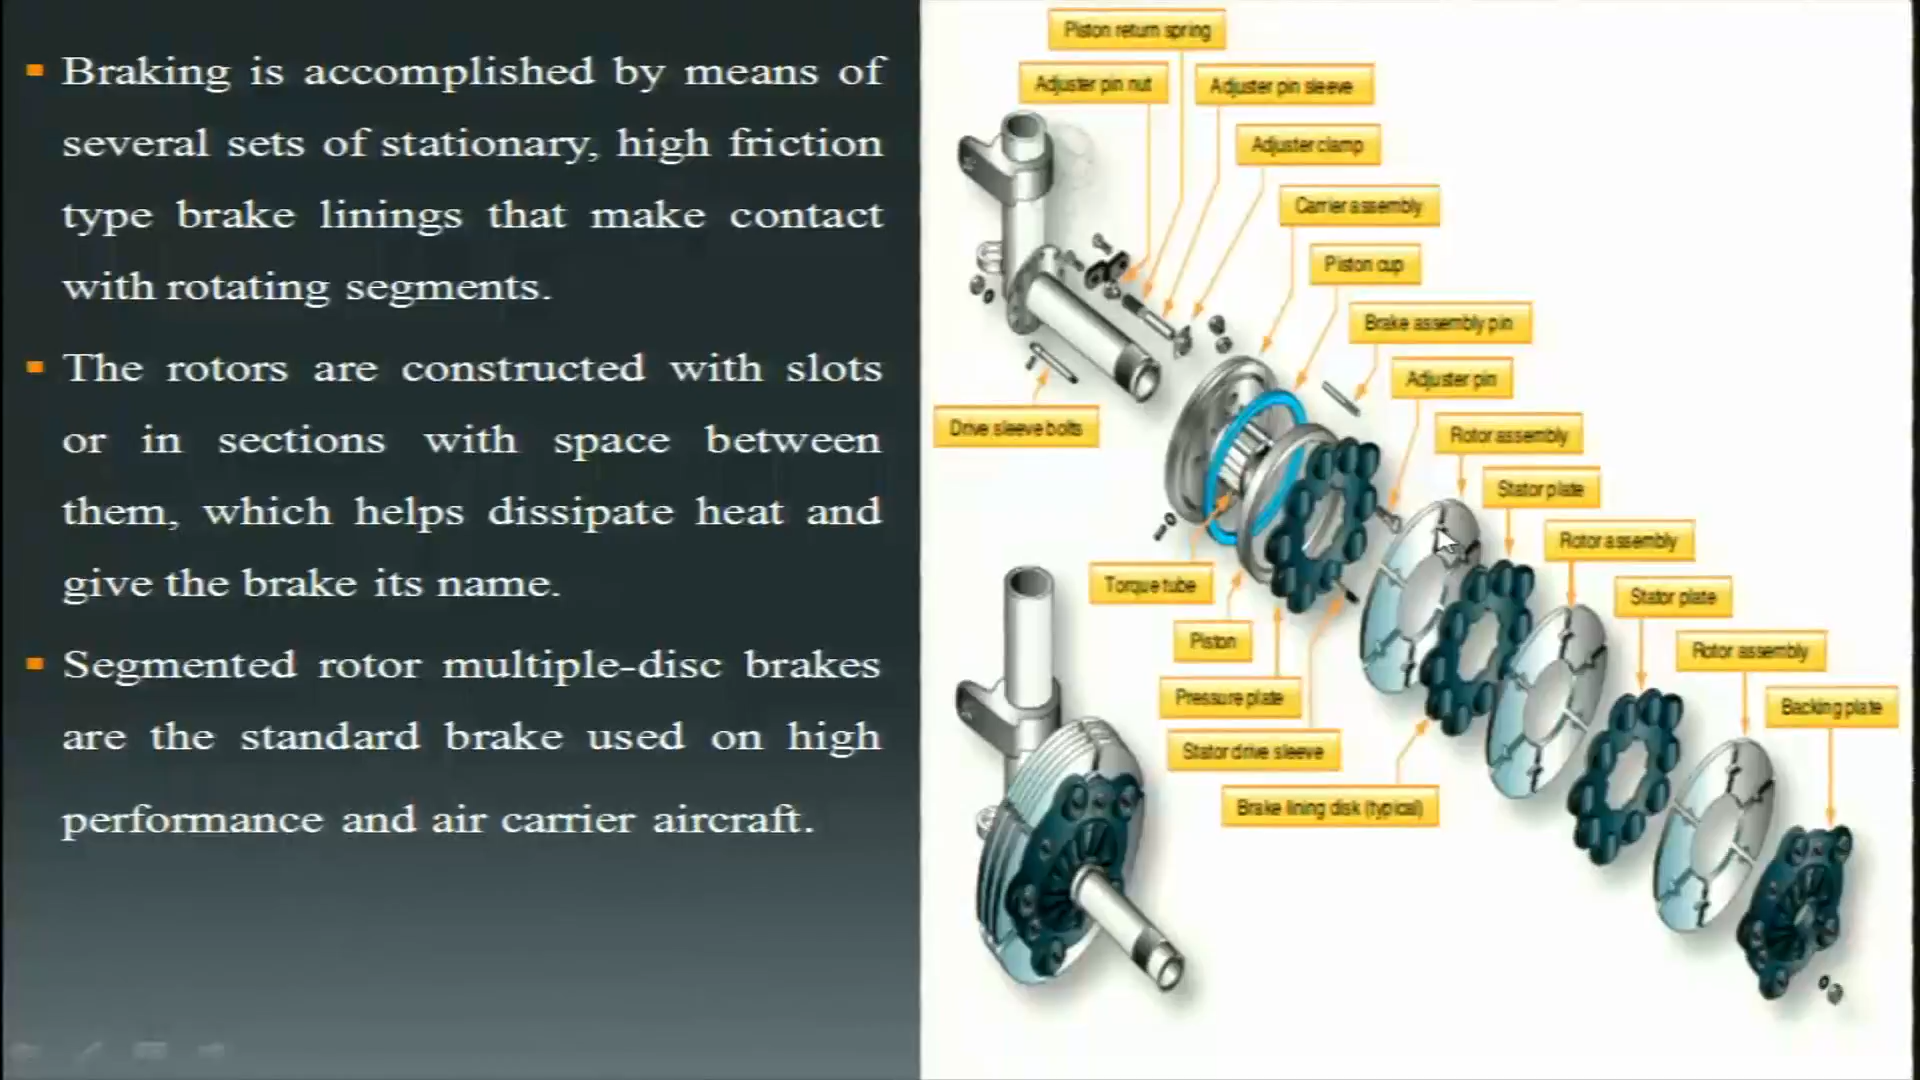 Braking is accomplished by means of
several sets of stationary, high friction
type brake linings that make contact
with rotating segments.
The rotors are constructed with slots
or in sections with space between
them, which helps dissipate heat and
give the brake its name.
Segmented rotor multiple-disc brakes
are the standard brake used on high
performance and air carrier aircraft.
Piston return spring
Adjuster pin nut
Adjuster pin sleeve
Adjuster clamp
Carrier assembly
Piston cup
Brake assembly pin
Adjuster pin
Drive sleeve bolts
Rotor assembly
Stator plate
Rotor assembly
Torque tube
Stator plate
Piston
Rotor assembly
Pressure plate
Backing plate
Stator drive sleeve
Brake lining disk (typical)